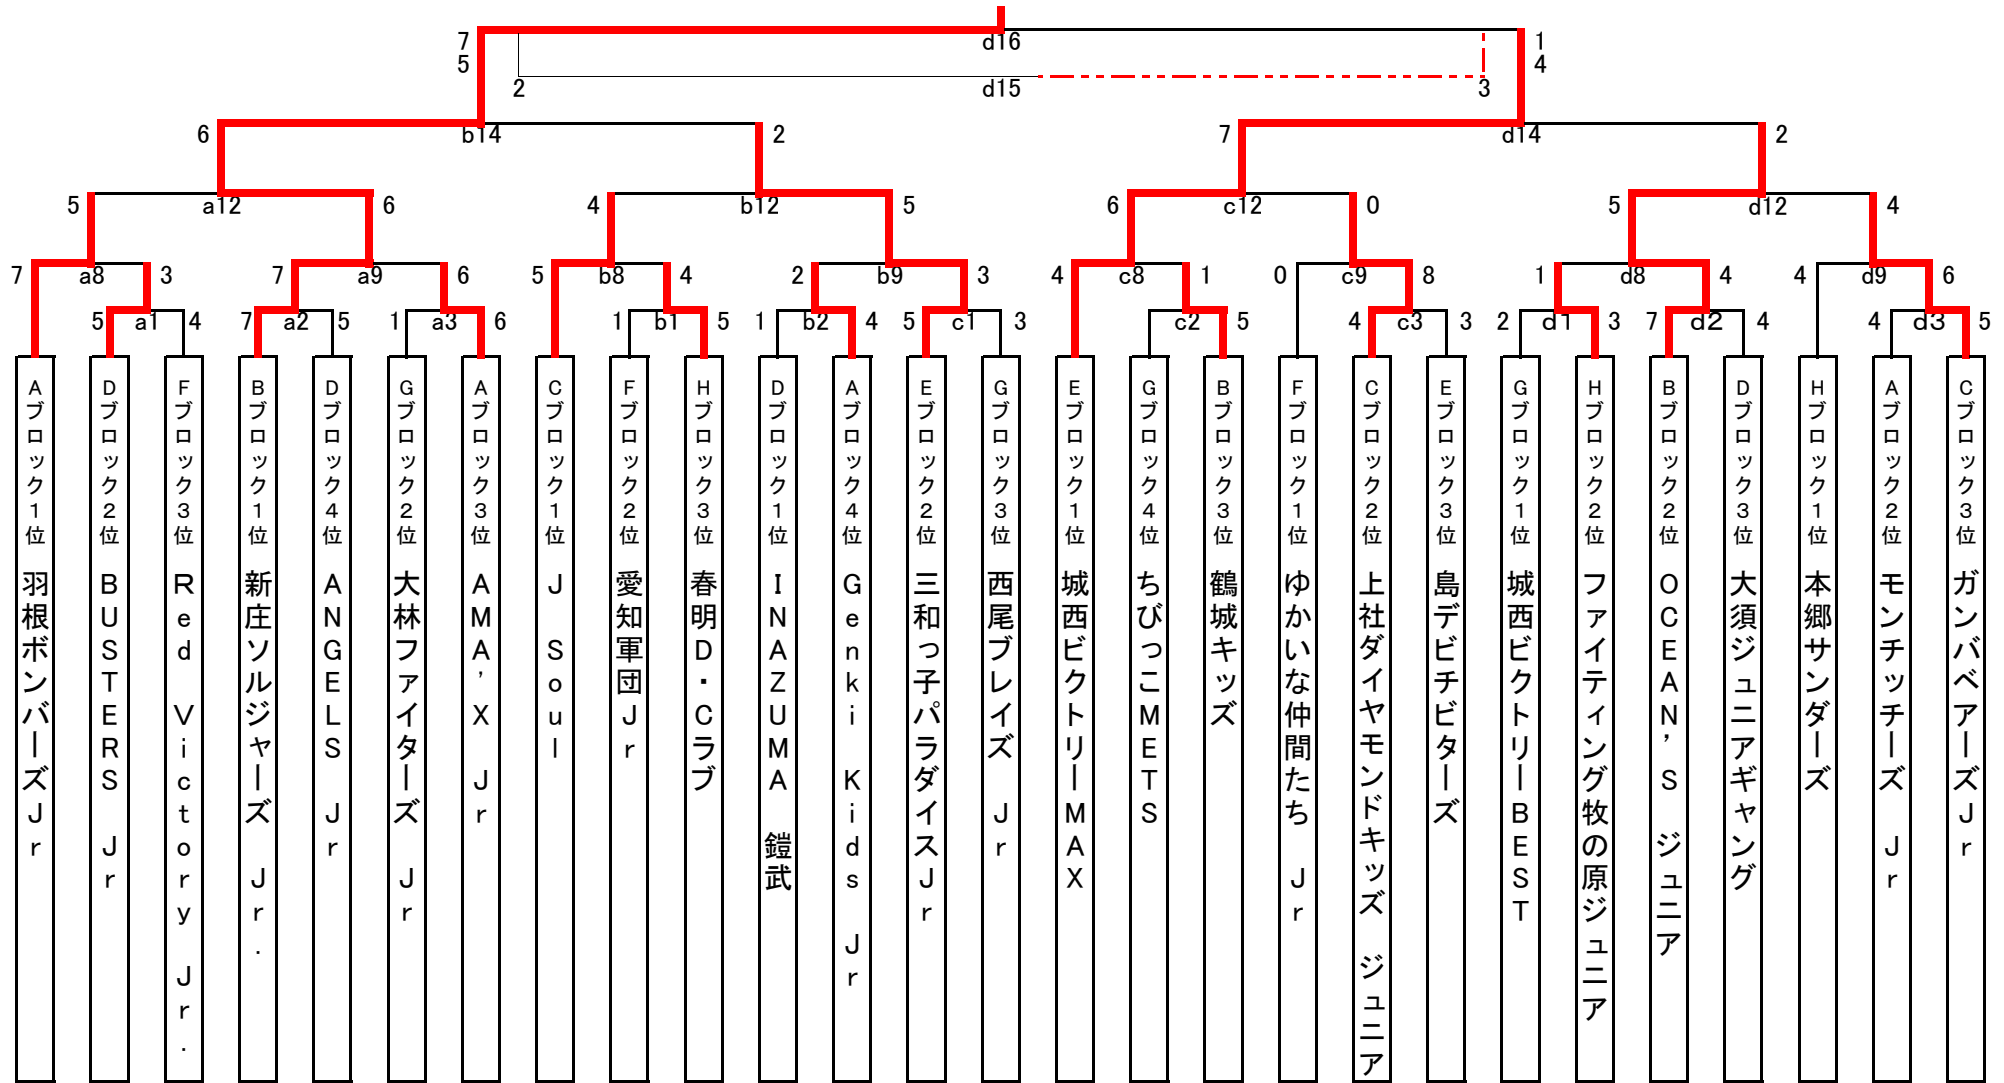 7 d16 1
5 4
2 d15 3
6 b14 2 7 d14 2
5 a12 6 4 b12 5 6 c12 0 5 d12 4
7 a8 3 7 a9 6 5 b8 4 2 b9 3 4 c8 1 0 c9 8 1 d8 4 4 d9 6
5 a1 4 7 a2 5 1 a3 6 1 b1 5 1 b2 4 5 c1 3 c2 5 4 c3 3 2 d1 3 7 d2 4 4 d3 5
Aブロック1位 羽根ボンバーズJr
Dブロック2位 BUSTERS Jr
Fブロック3位 Red Victory Jr.
Bブロック1位 新庄ソルジャーズ Jr.
Dブロック4位 ANGELS Jr
Gブロック2位 大林ファイターズ Jr
Aブロック3位 AMA'X Jr
Cブロック1位 J Soul
Fブロック2位 愛知軍団Jr
Hブロック3位 春明D・Cラブ
Dブロック1位 INAZUMA 鎧武
Aブロック4位 Genki Kids Jr
Eブロック2位 三和っ子パラダイスJr
Gブロック3位 西尾ブレイズ Jr
Eブロック1位 城西ビクトリーMAX
Gブロック4位 ちびっこMETS
Bブロック3位 鶴城キッズ
Fブロック1位 ゆかいな仲間たち Jr
Cブロック2位 上社ダイヤモンドキッズ ジュニア
Eブロック3位 島デビチビターズ
Gブロック1位 城西ビクトリーBEST
Hブロック2位 ファイティング牧の原ジュニア
Bブロック2位 OCEAN'S ジュニア
Dブロック3位 大須ジュニアギャング
Hブロック1位 本郷サンダーズ
Aブロック2位 モンチッチーズ Jr
Cブロック3位 ガンバベアーズJr